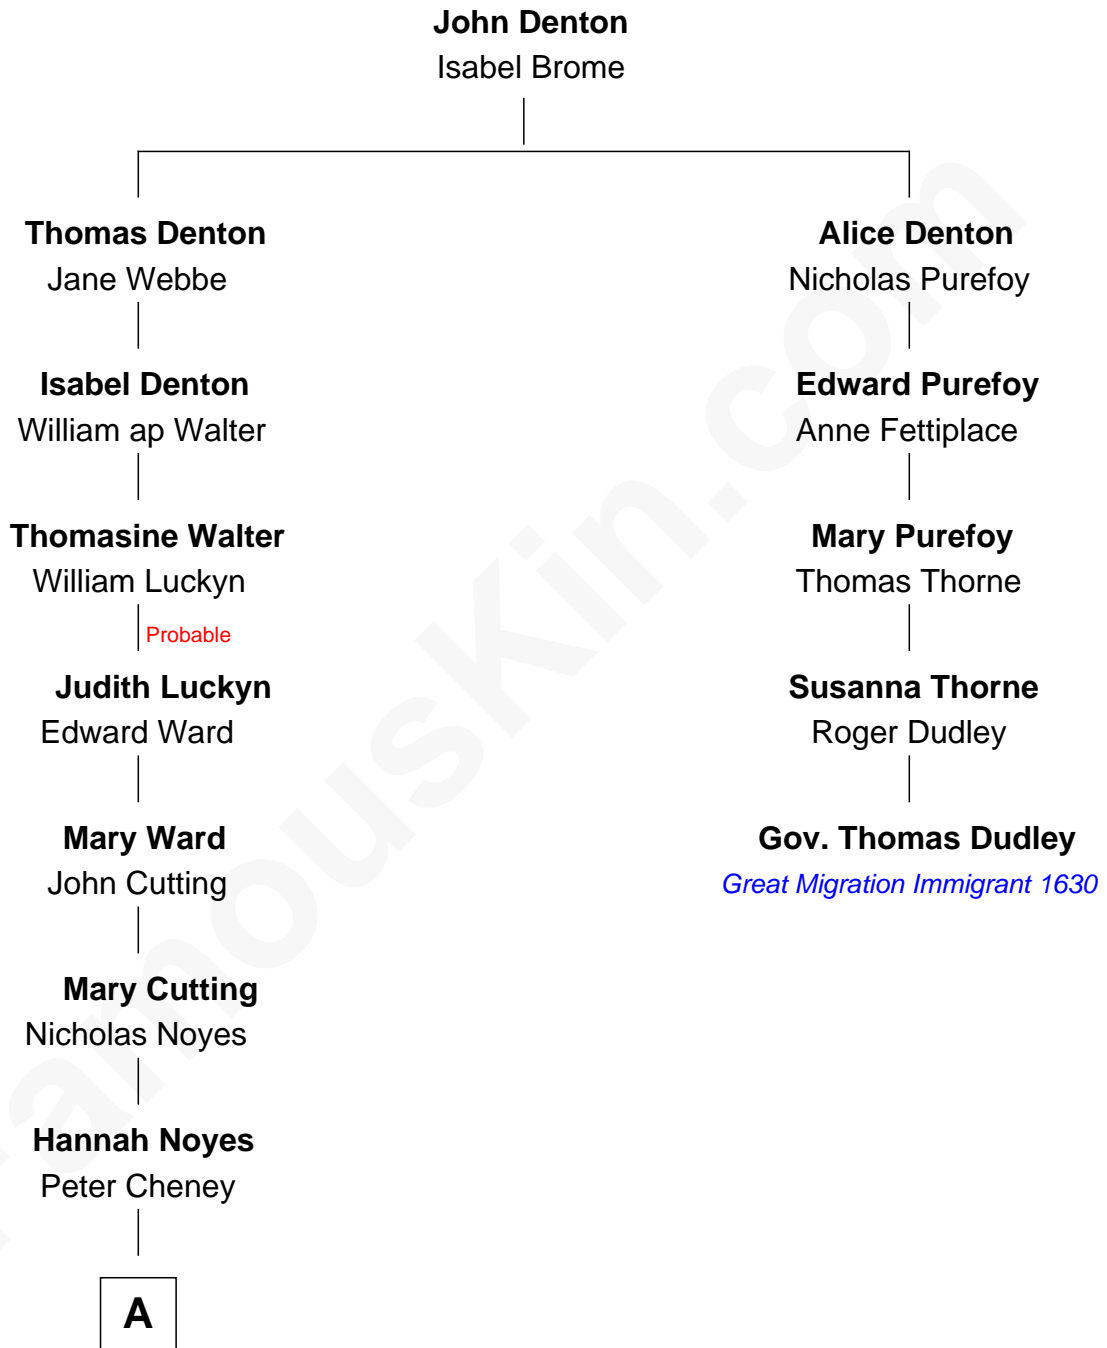 John Denton
Isabel Brome
Thomas Denton
Jane Webbe
Alice Denton
Nicholas Purefoy
Isabel Denton
William ap Walter
Edward Purefoy
Anne Fettiplace
Thomasine Walter
William Luckyn
Mary Purefoy
Thomas Thorne
Probable
Judith Luckyn
Edward Ward
Susanna Thorne
Roger Dudley
Mary Ward
John Cutting
Gov. Thomas Dudley
Great Migration Immigrant 1630
Mary Cutting
Nicholas Noyes
Hannah Noyes
Peter Cheney
A
FamousKin.com